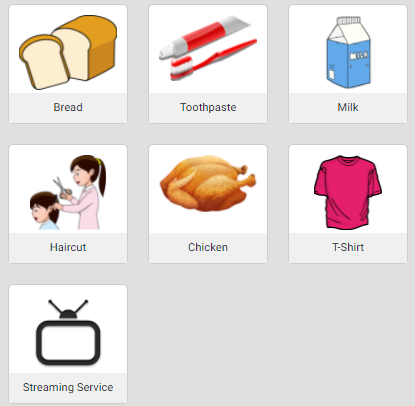 Bread
Toothpaste
Milk
Haircut
Chicken
T-Shirt
Streaming Service